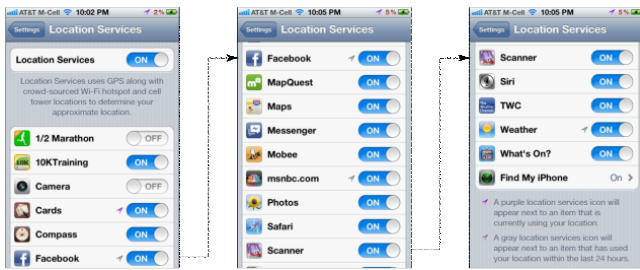 AT&T M-Cell 10:02 PM 2%
Settings Location Services
Location Services ON
Location Services uses GPS along with
crowd-sourced Wi-Fi hotspot and cell
tower locations to determine your
approximate location.
1/2 Marathon OFF
10KTraining ON
Camera OFF
Cards ON
Compass ON
Facebook ON
AT&T M-Cell 10:05 PM 5%
Settings Location Services
Facebook ON
MapQuest ON
Maps ON
Messenger ON
Mobee ON
msnbc.com ON
Photos ON
Safari ON
Scanner ON
AT&T M-Cell 10:05 PM 5%
Settings Location Services
Scanner ON
Siri ON
TWC ON
Weather ON
What's On? ON
Find My iPhone On >
A purple location services icon will
appear next to an item that is
currently using your location.
A gray location services icon will
appear next to an item that has used
your location within the last 24 hours.